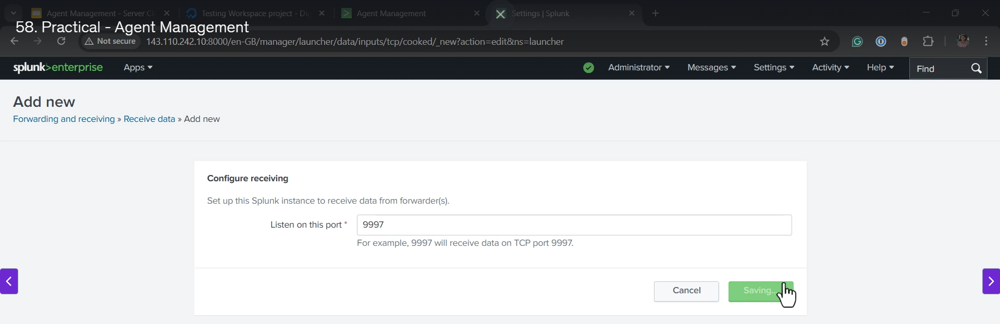 Agent Management - Server Cl
Testing Workspace project - Di
Agent Management
Settings | Splunk
58. Practical - Agent Management
Not secure
143.110.242.10:8000/en-GB/manager/launcher/data/inputs/tcp/cooked/_new?action=edit&ns=launcher
splunk>enterprise
Apps
Administrator
Messages
Settings
Activity
Help
Find
Add new
Forwarding and receiving » Receive data » Add new
Configure receiving
Set up this Splunk instance to receive data from forwarder(s).
Listen on this port *
9997
For example, 9997 will receive data on TCP port 9997.
Cancel
Saving...